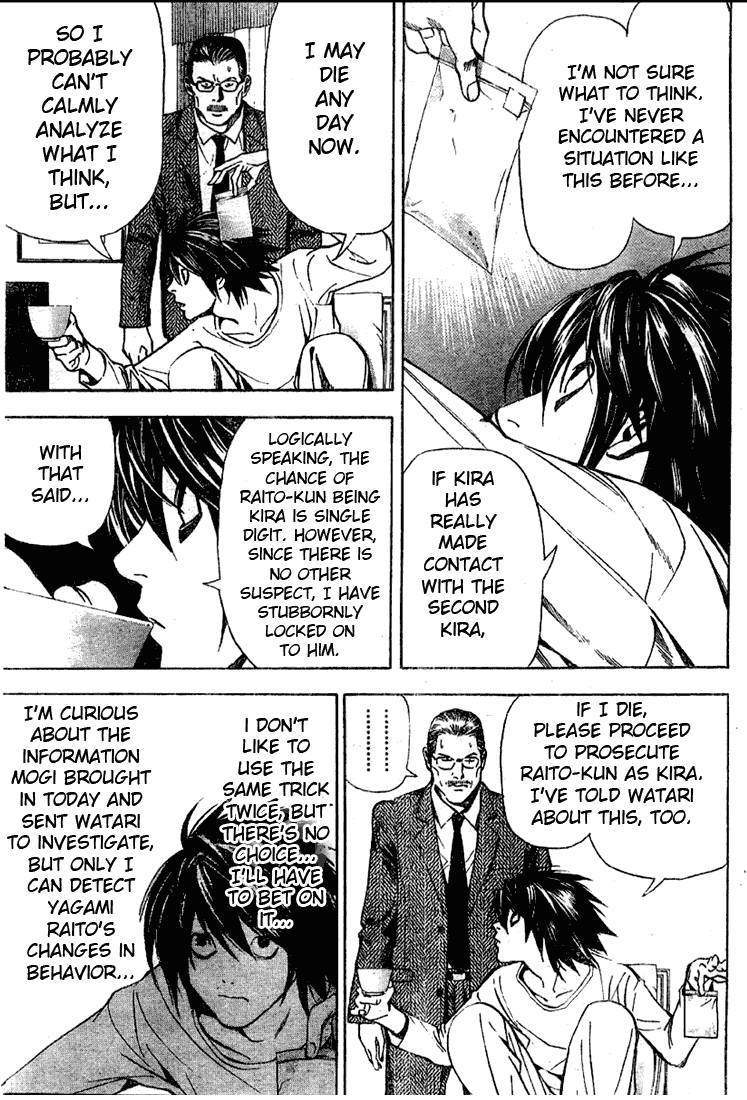 I'M NOT SURE
WHAT TO THINK.
I'VE NEVER
ENCOUNTERED A
SITUATION LIKE
THIS BEFORE...
IF KIRA
HAS
REALLY
MADE
CONTACT
WITH THE
SECOND
KIRA,
I MAY
DIE
ANY
DAY
NOW.
SO I
PROBABLY
CAN'T
CALMLY
ANALYZE
WHAT I
THINK,
BUT...
LOGICALLY
SPEAKING, THE
CHANCE OF
RAITO-KUN BEING
KIRA IS SINGLE
DIGIT. HOWEVER,
SINCE THERE IS
NO OTHER
SUSPECT, I HAVE
STUBBORNLY
LOCKED ON
TO HIM.
WITH
THAT
SAID...
IF I DIE,
PLEASE PROCEED
TO PROSECUTE
RAITO-KUN AS KIRA.
I'VE TOLD WATARI
ABOUT THIS, TOO.
I DON'T
LIKE TO
USE THE
SAME TRICK
TWICE, BUT
THERE'S NO
CHOICE...
I'LL HAVE
TO BET ON
IT...
I'M CURIOUS
ABOUT THE
INFORMATION
MOGI BROUGHT
IN TODAY AND
SENT WATARI
TO INVESTIGATE,
BUT ONLY I
CAN DETECT
YAGAMI
RAITO'S
CHANGES IN
BEHAVIOR...